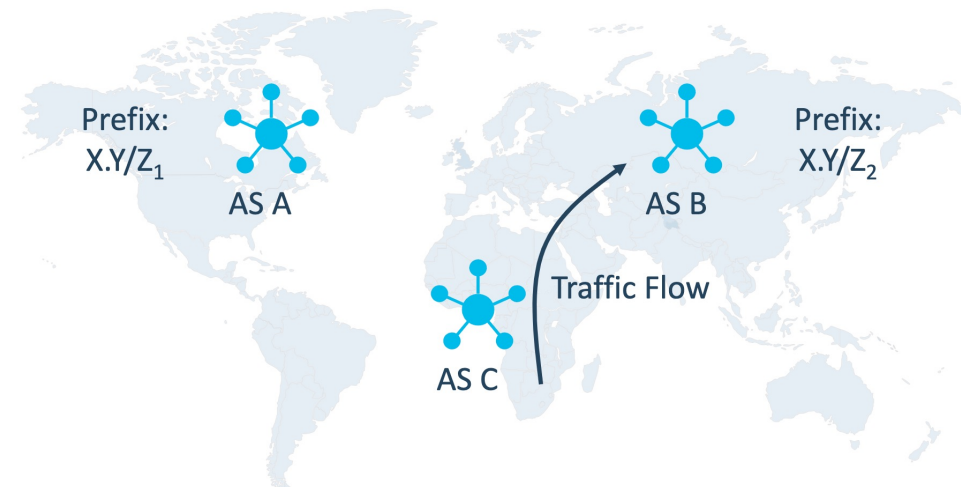 Prefix:
X.Y/Z₁
AS A
Prefix:
X.Y/Z₂
AS B
Traffic Flow
AS C